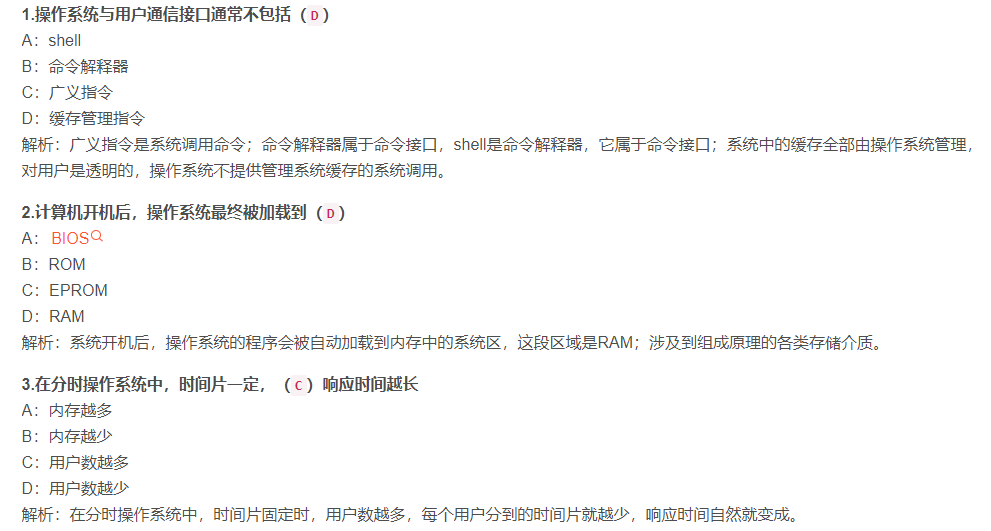 1.操作系统与用户通信接口通常不包括（D）
A：shell
B：命令解释器
C：广义指令
D：缓存管理指令
解析：广义指令是系统调用命令；命令解释器属于命令接口，shell是命令解释器，它属于命令接口；系统中的缓存全部由操作系统管理，
对用户是透明的，操作系统不提供管理系统缓存的系统调用。
2.计算机开机后，操作系统最终被加载到（D）
A：BIOS
B：ROM
C：EPROM
D：RAM
解析：系统开机后，操作系统的程序会被自动加载到内存中的系统区，这段区域是RAM；涉及到组成原理的各类存储介质。
3.在分时操作系统中，时间片一定，（C）响应时间越长
A：内存越多
B：内存越少
C：用户数越多
D：用户数越少
解析：在分时操作系统中，时间片固定时，用户数越多，每个用户分到的时间片就越少，响应时间自然就变成。